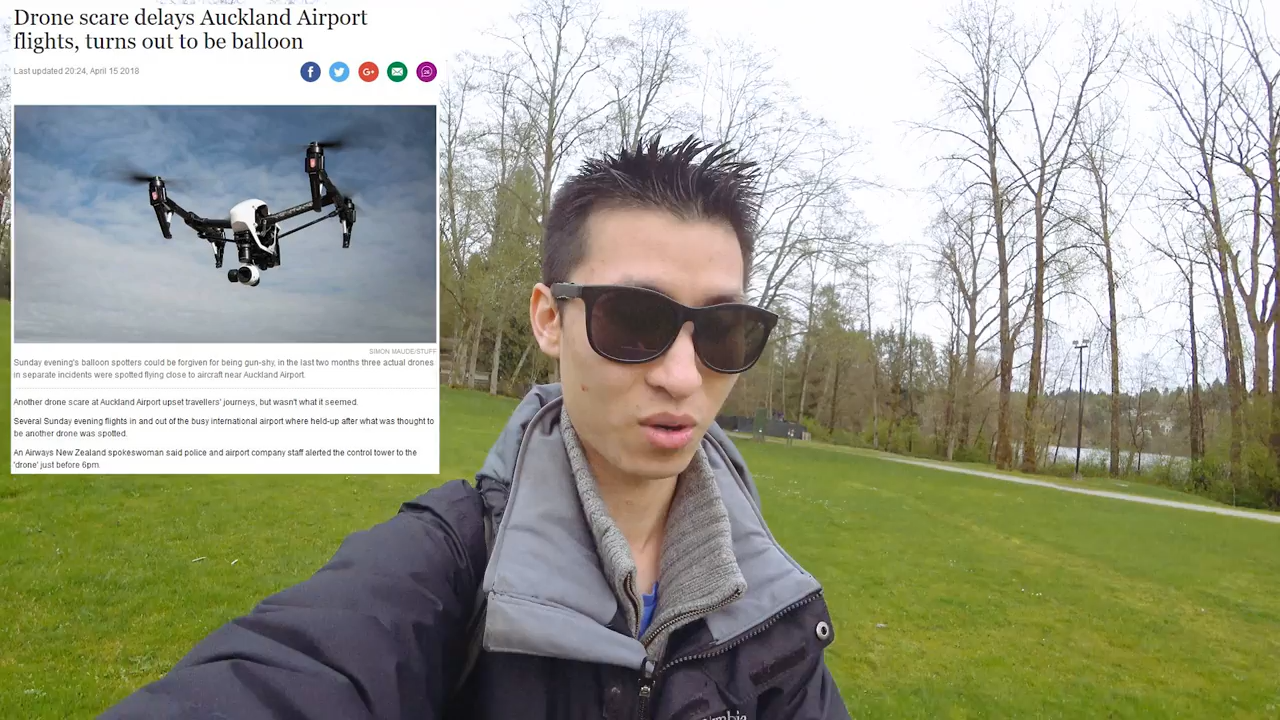 Drone scare delays Auckland Airport
flights, turns out to be balloon
Last updated 20:24, April 15 2018
26
SIMON MAUDE/STUFF
Sunday evening's balloon spotters could be forgiven for being gun-shy, in the last two months three actual drones
in separate incidents were spotted flying close to aircraft near Auckland Airport.
Another drone scare at Auckland Airport upset travellers' journeys, but wasn't what it seemed.
Several Sunday evening flights in and out of the busy international airport where held-up after what was thought to
be another drone was spotted.
An Airways New Zealand spokeswoman said police and airport company staff alerted the control tower to the
'drone' just before 6pm.